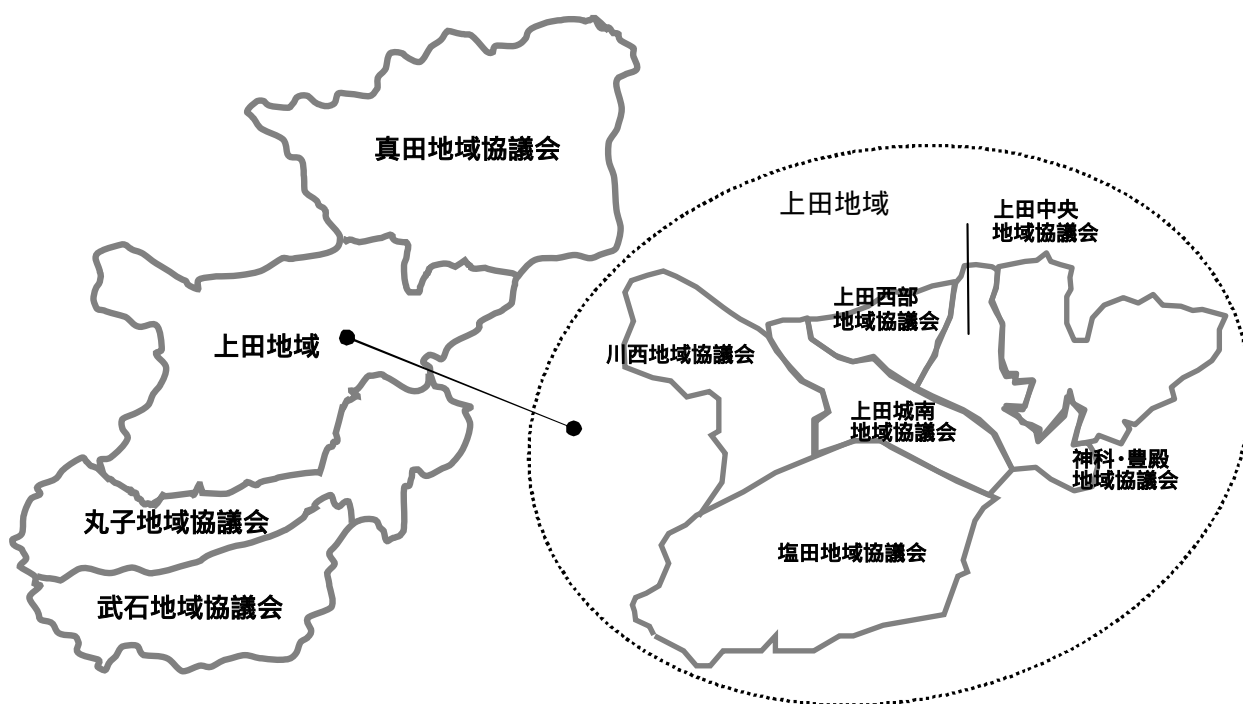 真田地域協議会
上田地域
丸子地域協議会
武石地域協議会
上田地域
上田中央
地域協議会
上田西部
地域協議会
川西地域協議会
上田城南
地域協議会
神科・豊殿
地域協議会
塩田地域協議会